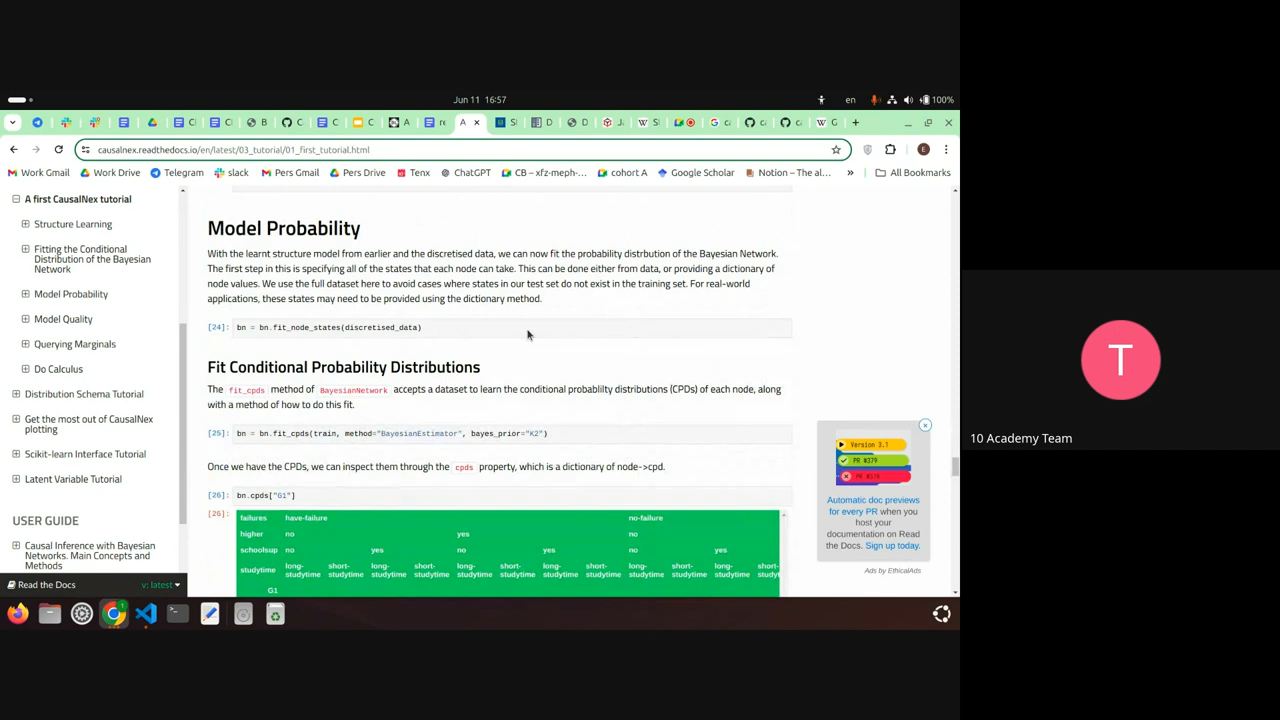 Jun 11 16:57
en
100%
causalnex.readthedocs.io/en/latest/03_tutorial/01_first_tutorial.html
Work Gmail
Work Drive
Telegram
slack
Pers Gmail
Pers Drive
Tenx
ChatGPT
CB – xfz-meph-...
cohort A
Google Scholar
Notion – The al...
All Bookmarks
A first CausalNex tutorial
Structure Learning
Fitting the Conditional
Distribution of the Bayesian
Network
Model Probability
Model Quality
Querying Marginals
Do Calculus
Distribution Schema Tutorial
Get the most out of CausalNex
plotting
Scikit-learn Interface Tutorial
Latent Variable Tutorial
USER GUIDE
Causal Inference with Bayesian
Networks. Main Concepts and
Methods
Read the Docs
v: latest
Model Probability
With the learnt structure model from earlier and the discretised data, we can now fit the probability distrbution of the Bayesian Network.
The first step in this is specifying all of the states that each node can take. This can be done either from data, or providing a dictionary of
node values. We use the full dataset here to avoid cases where states in our test set do not exist in the training set. For real-world
applications, these states may need to be provided using the dictionary method.
[24]: bn = bn.fit_node_states(discretised_data)
Fit Conditional Probability Distributions
The fit_cpds method of BayesianNetwork accepts a dataset to learn the conditional probablilty distributions (CPDs) of each node, along
with a method of how to do this fit.
[25]: bn = bn.fit_cpds(train, method="BayesianEstimator", bayes_prior="K2")
Once we have the CPDs, we can inspect them through the cpds property, which is a dictionary of node->cpd.
[26]: bn.cpds["G1"]
[26]:
failures have-failure no-failure
higher no yes no
schoolsup no yes no yes no yes
studytime long-studytime short-studytime long-studytime short-studytime long-studytime short-studytime long-studytime short-studytime long-studytime short-studytime long-studytime short-
G1
Version 3.1
PR #379
Automatic doc previews
for every PR when you
host your
documentation on Read
the Docs. Sign up today.
Ads by EthicalAds
T
10 Academy Team